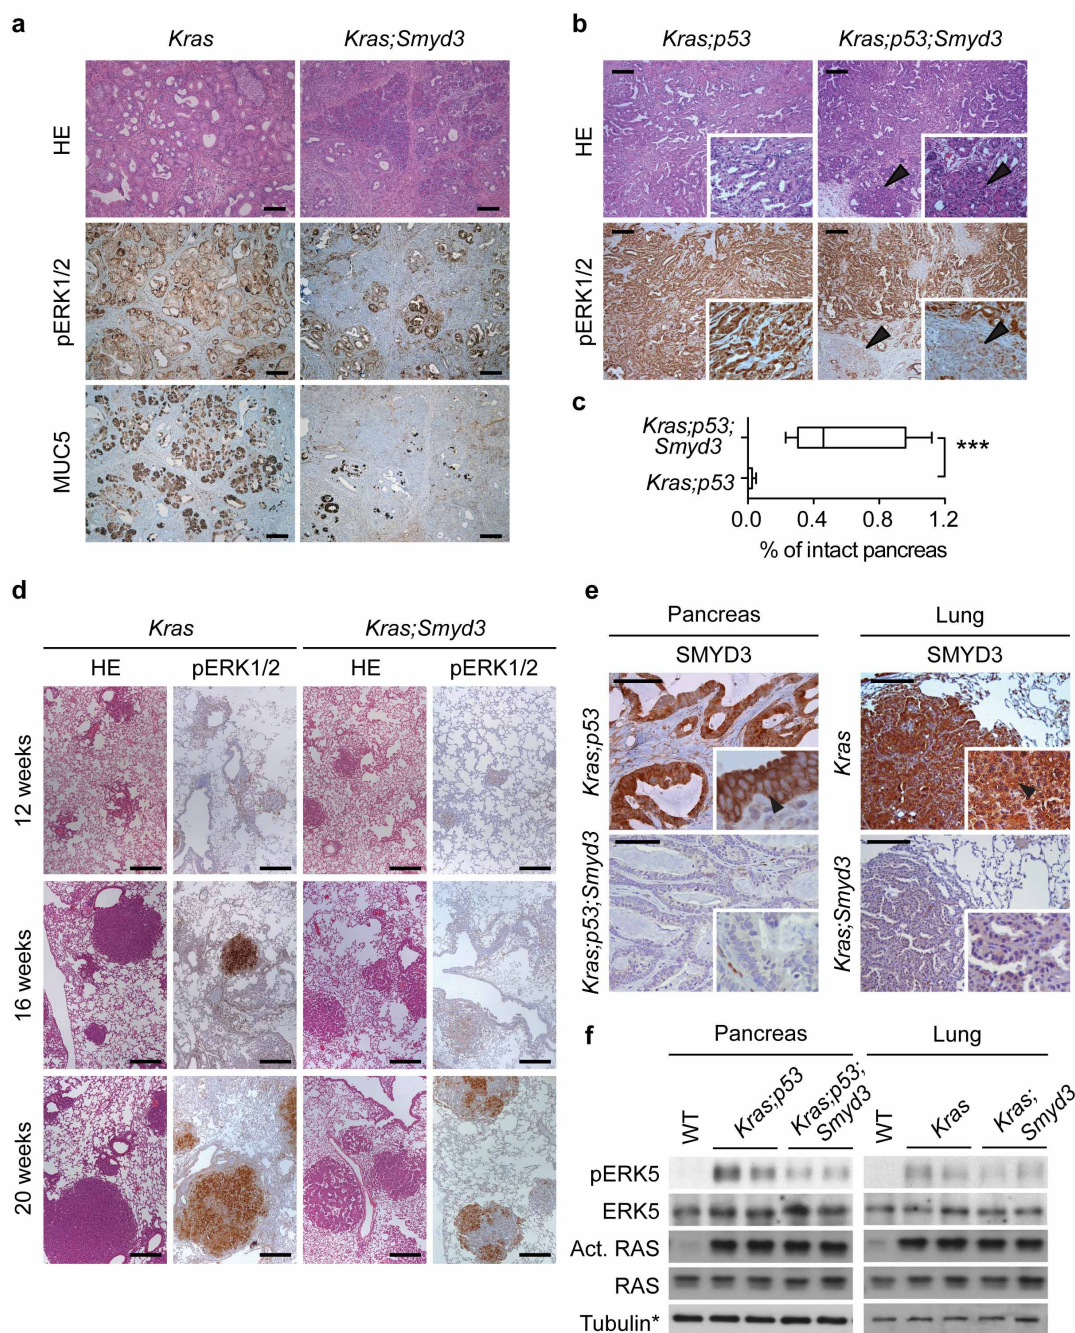 a
Kras
Kras;Smyd3
HE
pERK1/2
MUC5
b
Kras;p53
Kras;p53;Smyd3
HE
pERK1/2
c
Kras;p53;
Smyd3
Kras;p53
***
0.0 0.4 0.8 1.2
% of intact pancreas
d
Kras
Kras;Smyd3
HE pERK1/2 HE pERK1/2
12 weeks
16 weeks
20 weeks
e
Pancreas
Lung
SMYD3
SMYD3
Kras;p53
Kras
Kras;p53;Smyd3
Kras;Smyd3
f
Pancreas
Lung
WT
Kras;p53
Kras;p53;
Smyd3
WT
Kras
Kras;
Smyd3
pERK5
ERK5
Act. RAS
RAS
Tubulin*